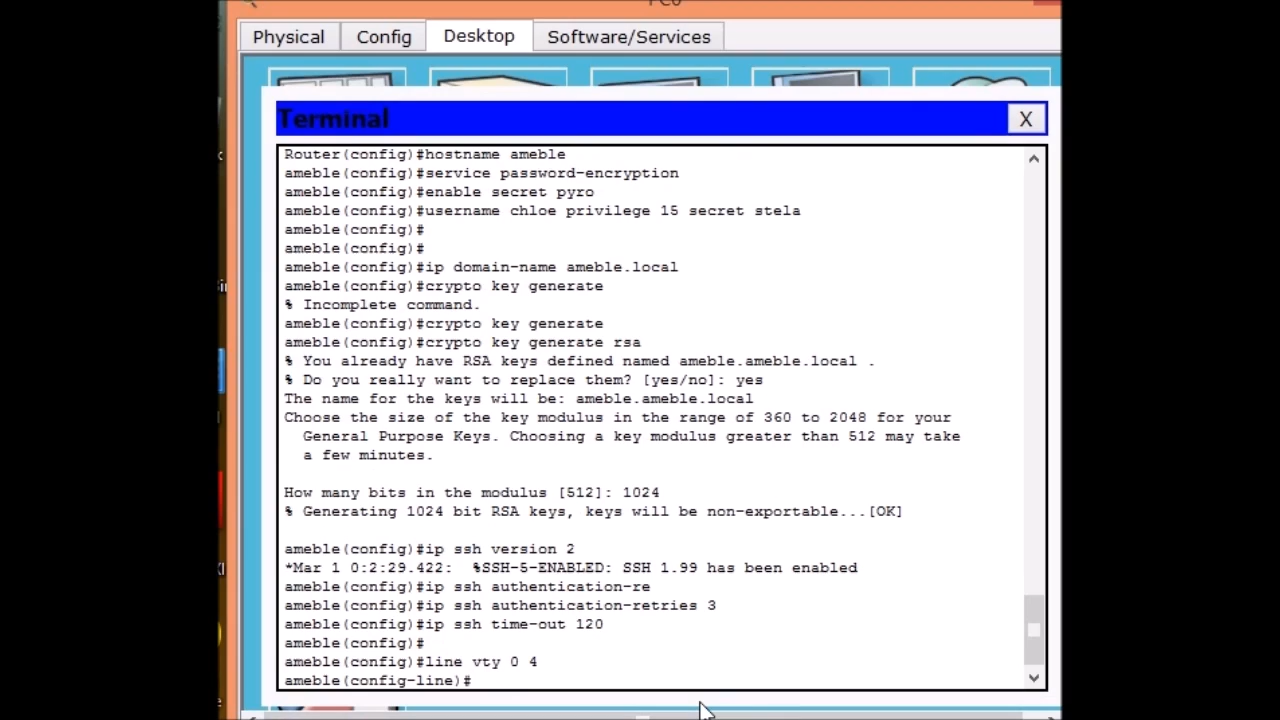 Physical
Config
Desktop
Software/Services
Terminal
X
Router(config)#hostname ameble
ameble(config)#service password-encryption
ameble(config)#enable secret pyro
ameble(config)#username chloe privilege 15 secret stela
ameble(config)#
ameble(config)#
ameble(config)#ip domain-name ameble.local
ameble(config)#crypto key generate
% Incomplete command.
ameble(config)#crypto key generate
ameble(config)#crypto key generate rsa
% You already have RSA keys defined named ameble.ameble.local .
% Do you really want to replace them? [yes/no]: yes
The name for the keys will be: ameble.ameble.local
Choose the size of the key modulus in the range of 360 to 2048 for your
General Purpose Keys. Choosing a key modulus greater than 512 may take
a few minutes.
How many bits in the modulus [512]: 1024
% Generating 1024 bit RSA keys, keys will be non-exportable...[OK]
ameble(config)#ip ssh version 2
*Mar 1 0:2:29.422: %SSH-5-ENABLED: SSH 1.99 has been enabled
ameble(config)#ip ssh authentication-re
ameble(config)#ip ssh authentication-retries 3
ameble(config)#ip ssh time-out 120
ameble(config)#
ameble(config)#line vty 0 4
ameble(config-line)#